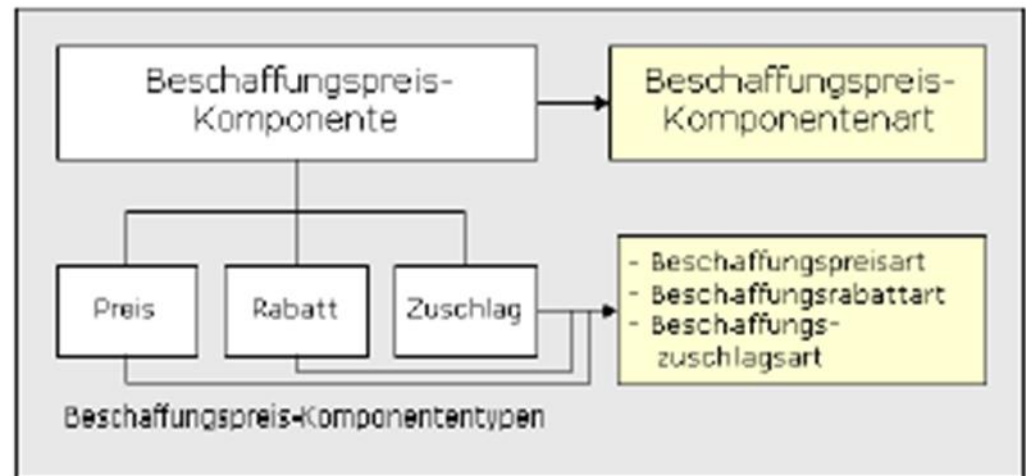 Beschaffungspreis-
Komponente
Beschaffungspreis-
Komponentenart
Preis
Rabatt
Zuschlag
- Beschaffungspreisart
- Beschaffungsrabattart
- Beschaffungs-
zuschlagsart
Beschaffungspreis-Komponententypen